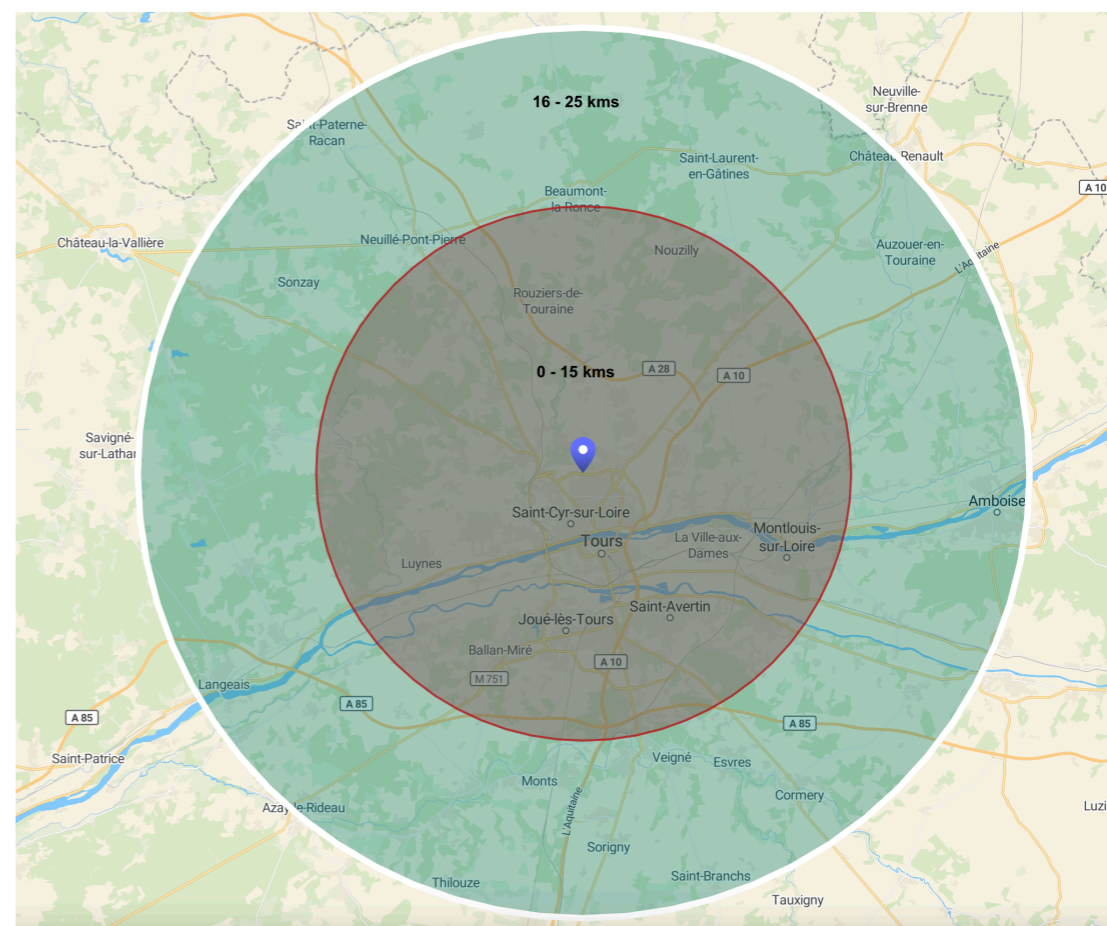 16 - 25 kms
Neuville-
sur-Brenne
Saint-Paterne-
Racan
Saint-Laurent-
en-Gâtines
Château-Renault
A 10
Beaumont-
la Ronce
Château-la-Vallière
Neuillé-Pont-Pierre
Nouzilly
Auzouer-en-
Touraine
L'Aquitaine
Sonzay
Rouziers-de-
Touraine
0 - 15 kms
A 28
A 10
Savigné-
sur-Lathan
Amboise
Saint-Cyr-sur-Loire
Montlouis-
sur-Loire
Tours
La Ville-aux-
Dames
Luynes
Saint-Avertin
Joué-lès-Tours
Ballan-Miré
A 10
M 751
Langeais
A 85
A 85
A 85
Saint-Patrice
Veigné
Esvres
Monts
Cormery
Azay-le-Rideau
L'Aquitaine
Luzi
Sorigny
Thilouze
Saint-Branchs
Tauxigny